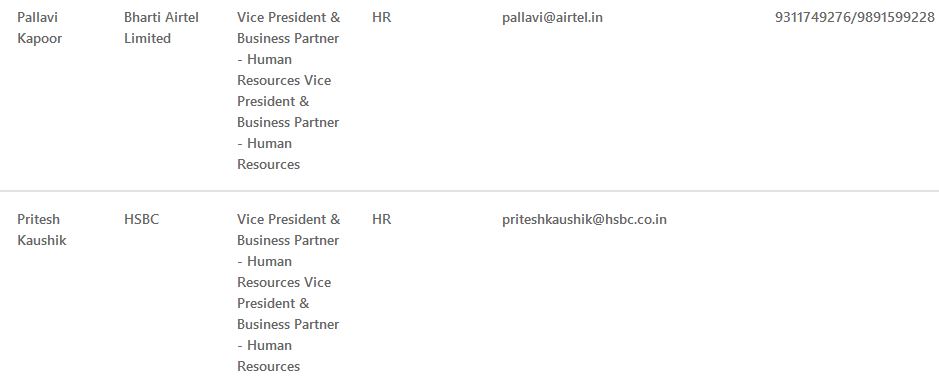 Pallavi Bharti Airtel Vice President & HR pallavi@airtel.in 9311749276/9891599228
Kapoor Limited Business Partner
- Human
Resources Vice
President &
Business Partner
- Human
Resources
Pritesh HSBC Vice President & HR priteshkaushik@hsbc.co.in
Kaushik Business Partner
- Human
Resources Vice
President &
Business Partner
- Human
Resources